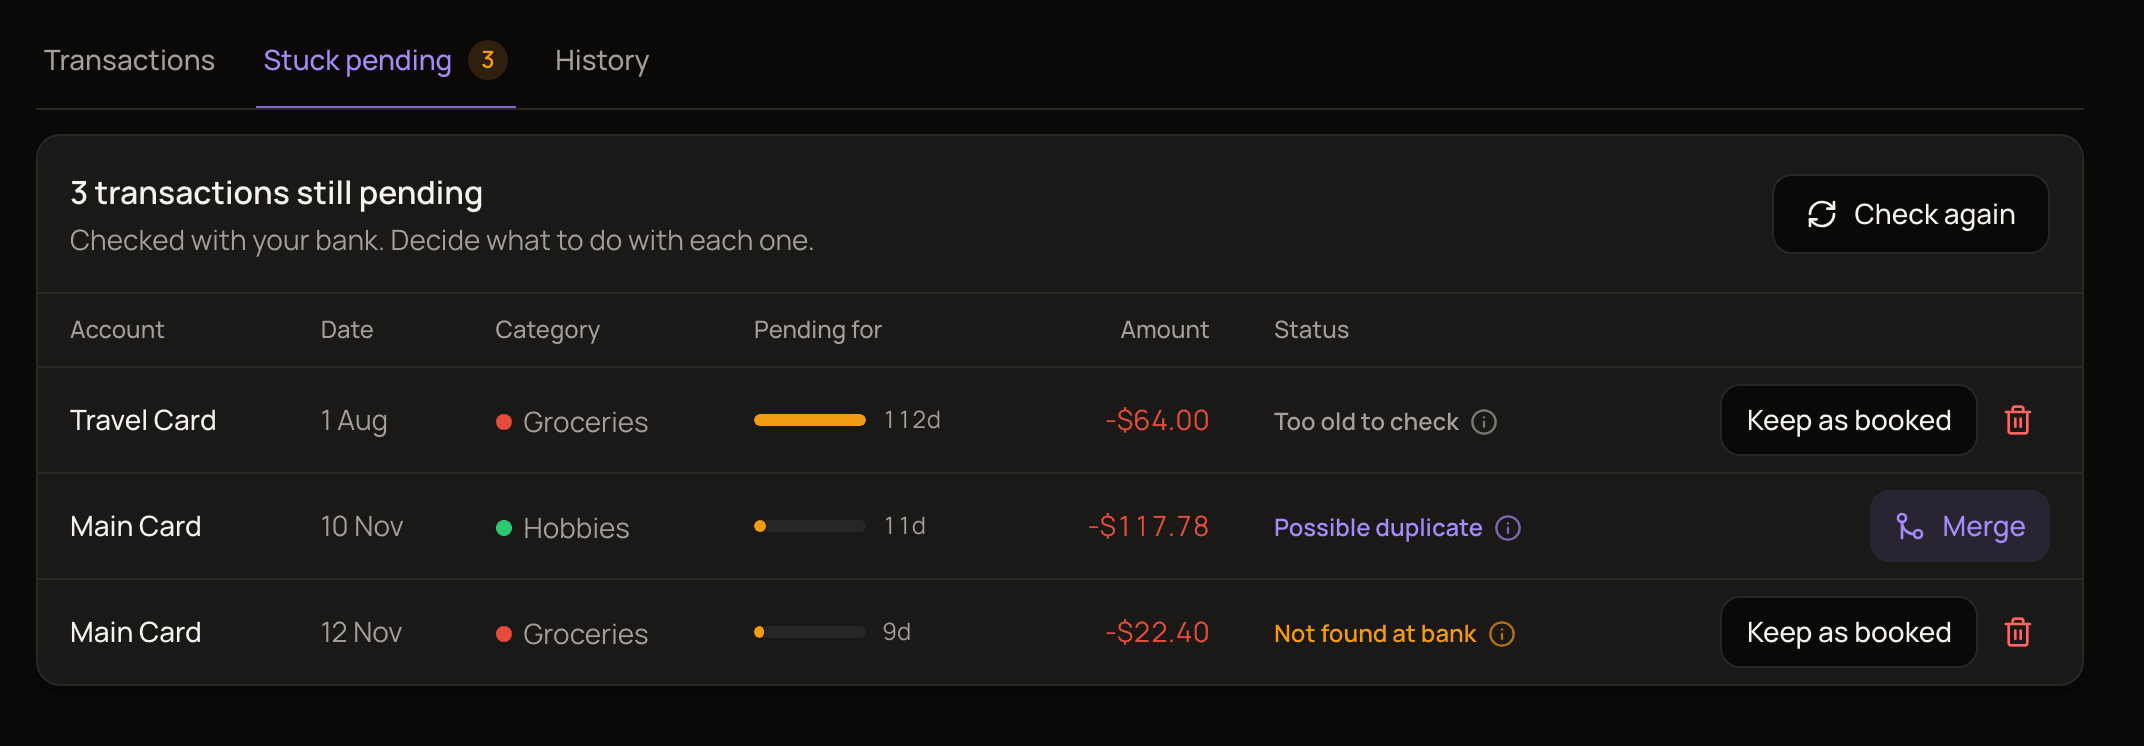 Transactions Stuck pending 3 History
3 transactions still pending
Checked with your bank. Decide what to do with each one.
Check again
Account Date Category Pending for Amount Status
Travel Card 1 Aug Groceries 112d -$64.00 Too old to check Keep as booked
Main Card 10 Nov Hobbies 11d -$117.78 Possible duplicate Merge
Main Card 12 Nov Groceries 9d -$22.40 Not found at bank Keep as booked